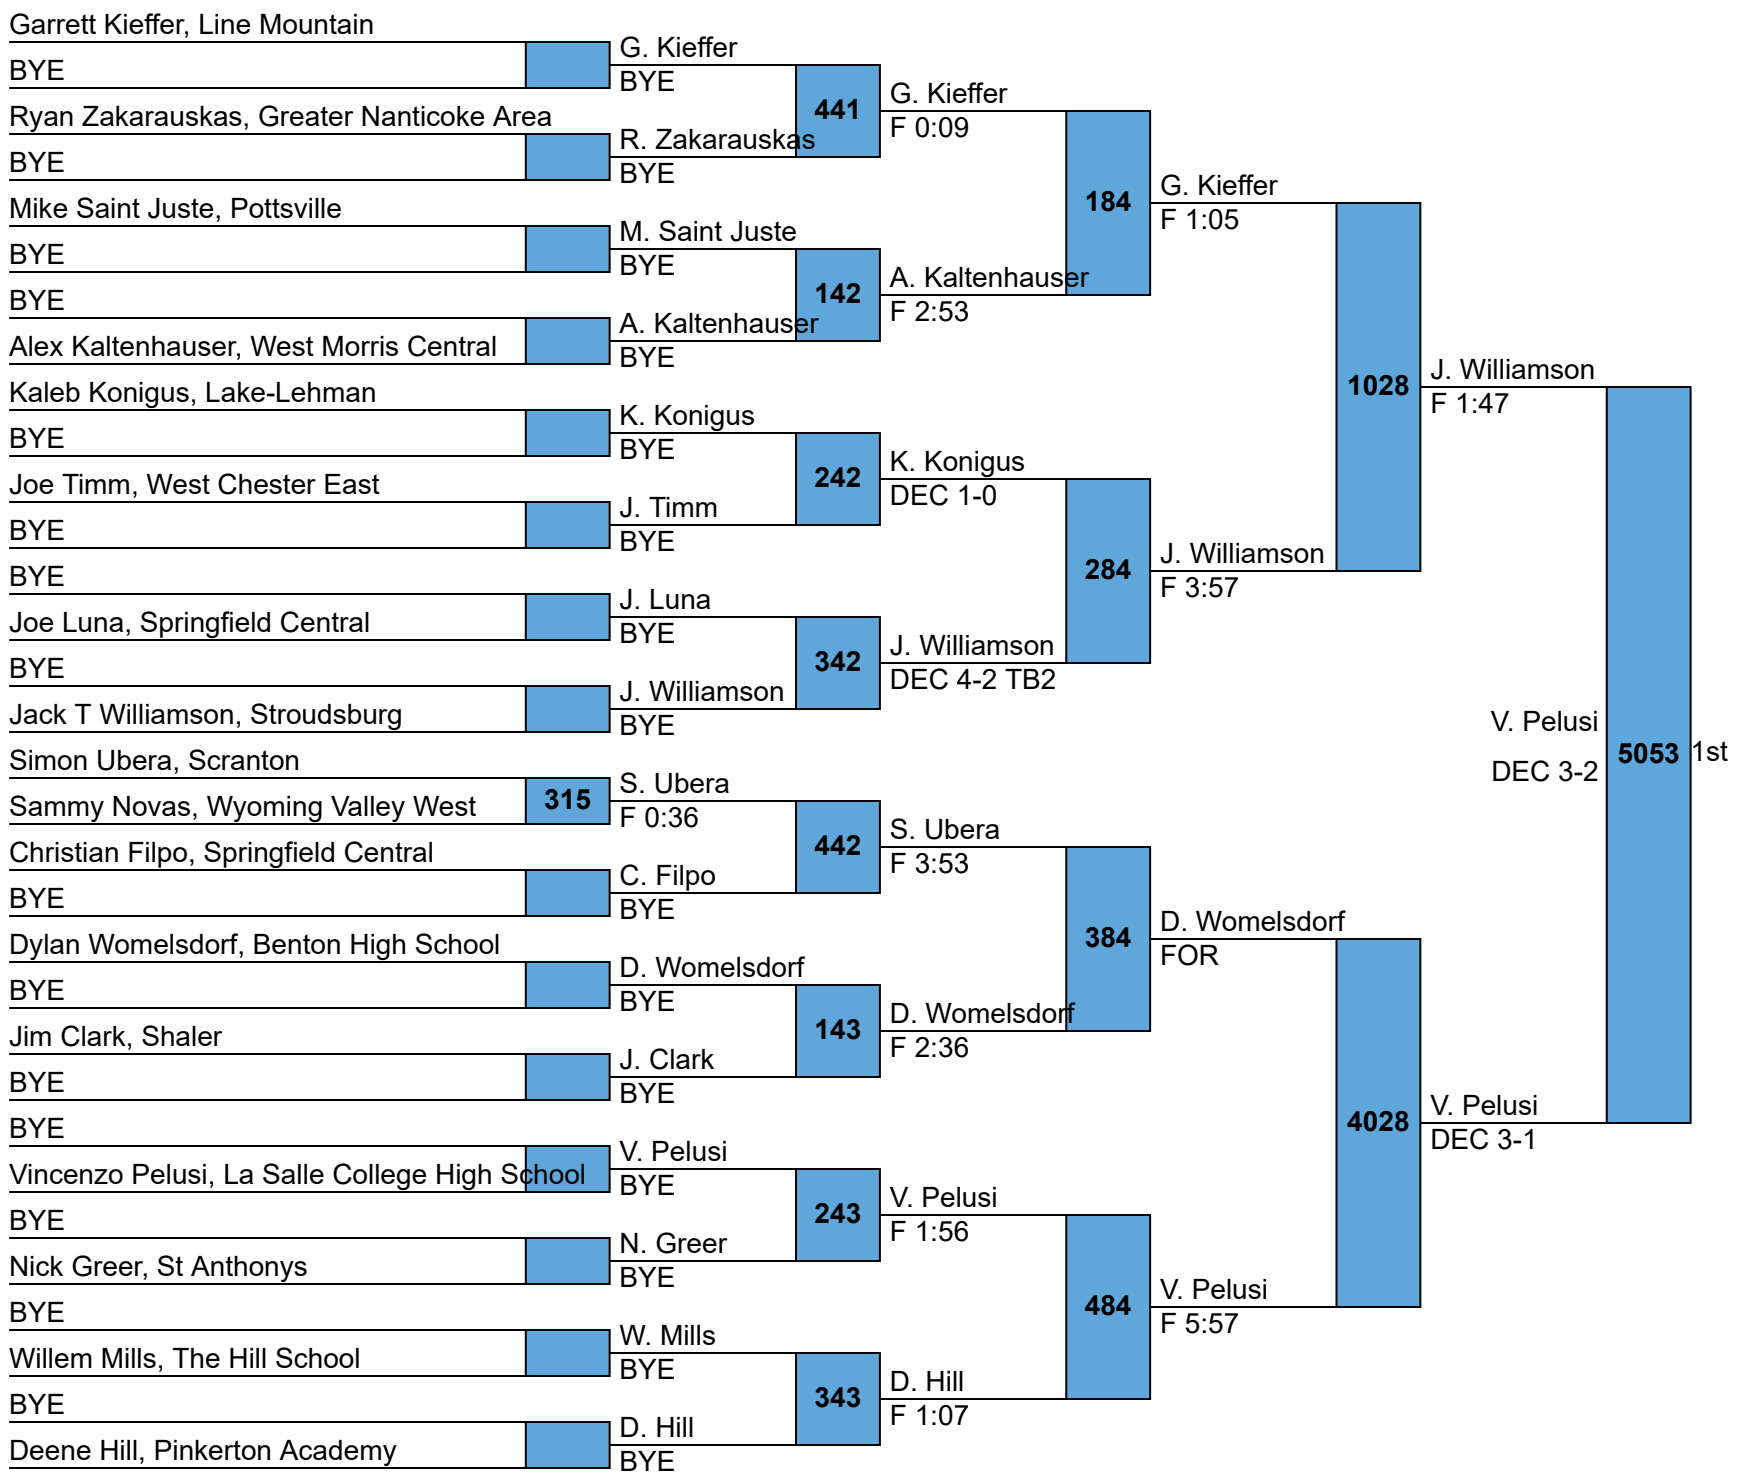 Garrett Kieffer, Line Mountain
BYE
Ryan Zakarauskas, Greater Nanticoke Area
BYE
Mike Saint Juste, Pottsville
BYE
BYE
Alex Kaltenhauser, West Morris Central
Kaleb Konigus, Lake-Lehman
BYE
Joe Timm, West Chester East
BYE
BYE
Joe Luna, Springfield Central
BYE
Jack T Williamson, Stroudsburg
Simon Ubera, Scranton
Sammy Novas, Wyoming Valley West
Christian Filpo, Springfield Central
BYE
Dylan Womelsdorf, Benton High School
BYE
Jim Clark, Shaler
BYE
BYE
Vincenzo Pelusi, La Salle College High School
BYE
Nick Greer, St Anthonys
BYE
Willem Mills, The Hill School
BYE
Deene Hill, Pinkerton Academy
315
G. Kieffer
BYE
R. Zakarauskas
BYE
M. Saint Juste
BYE
A. Kaltenhauser
BYE
K. Konigus
BYE
J. Timm
BYE
J. Luna
BYE
J. Williamson
BYE
S. Ubera
F 0:36
C. Filpo
BYE
D. Womelsdorf
BYE
J. Clark
BYE
V. Pelusi
BYE
N. Greer
BYE
W. Mills
BYE
D. Hill
BYE
441
142
242
342
442
143
243
343
G. Kieffer
F 0:09
A. Kaltenhauser
F 2:53
K. Konigus
DEC 1-0
J. Williamson
DEC 4-2 TB2
S. Ubera
F 3:53
D. Womelsdorf
F 2:36
V. Pelusi
F 1:56
D. Hill
F 1:07
184
284
384
484
G. Kieffer
F 1:05
J. Williamson
F 3:57
D. Womelsdorf
FOR
V. Pelusi
F 5:57
1028
4028
J. Williamson
F 1:47
V. Pelusi
DEC 3-1
V. Pelusi
DEC 3-2
5053
1st